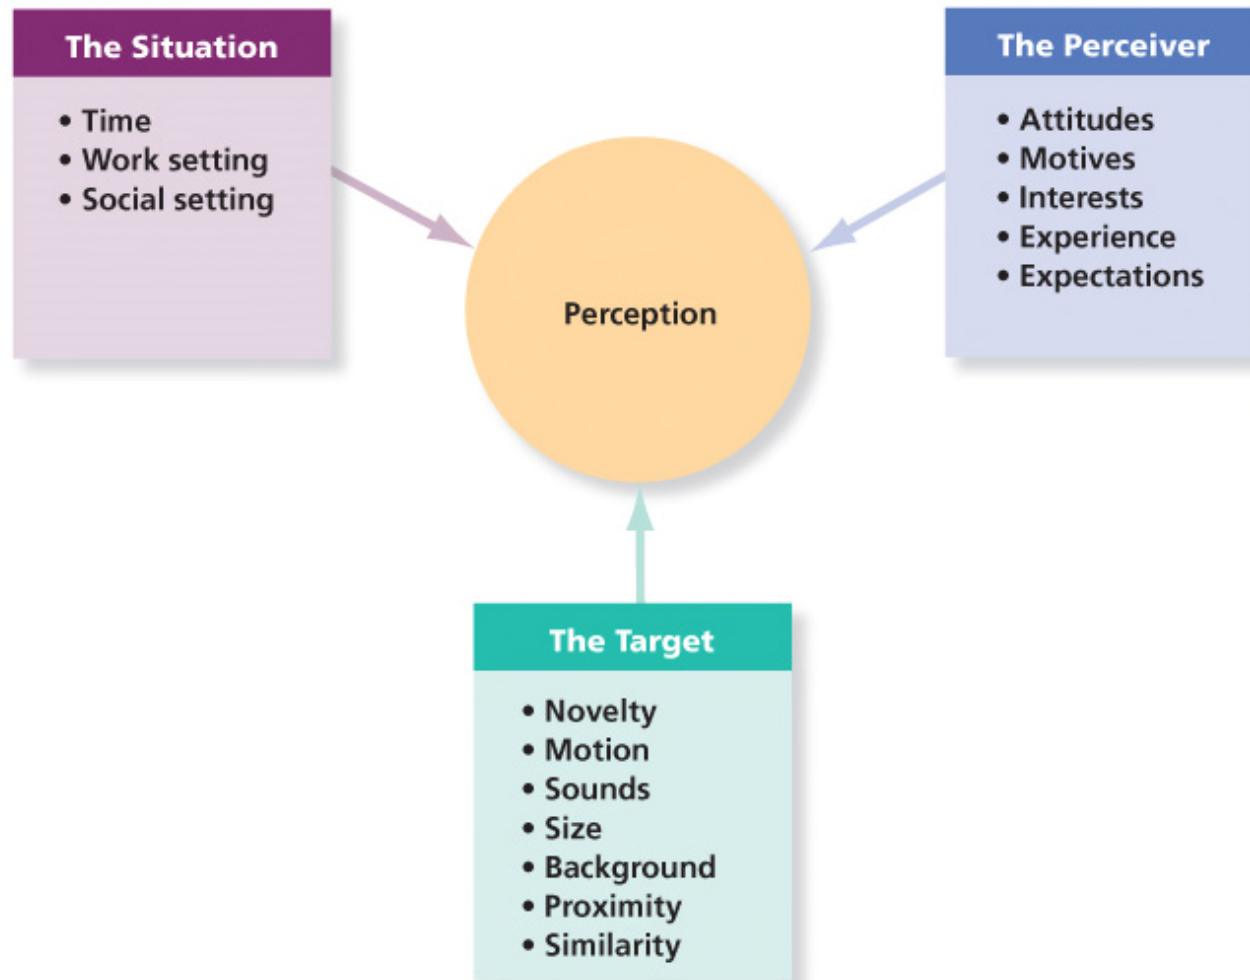 The Situation
• Time
• Work setting
• Social setting
The Perceiver
• Attitudes
• Motives
• Interests
• Experience
• Expectations
Perception
The Target
• Novelty
• Motion
• Sounds
• Size
• Background
• Proximity
• Similarity